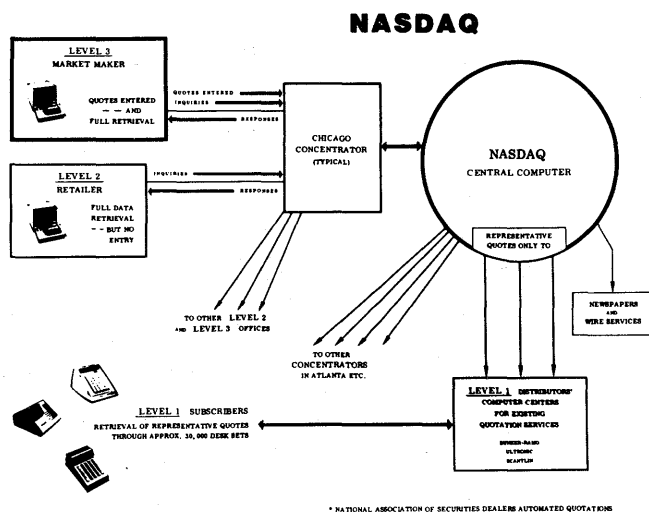 NASDAQ
LEVEL 3
MARKET MAKER
QUOTES ENTERED
— — AND
FULL RETRIEVAL
QUOTES ENTERED
INQUIRIES
RESPONSES
LEVEL 2
RETAILER
FULL DATA
RETRIEVAL
— — BUT NO
ENTRY
INQUIRIES
RESPONSES
CHICAGO
CONCENTRATOR
(TYPICAL)
NASDAQ
CENTRAL COMPUTER
REPRESENTATIVE
QUOTES ONLY TO
NEWSPAPERS
AND
WIRE SERVICES
TO OTHER LEVEL 2
AND LEVEL 3 OFFICES
TO OTHER
CONCENTRATORS
IN ATLANTA ETC.
LEVEL 1 SUBSCRIBERS
RETRIEVAL OF REPRESENTATIVE QUOTES
THROUGH APPROX. 30,000 DESK SETS
LEVEL 1 DISTRIBUTORS'
COMPUTER CENTERS
FOR EXISTING
QUOTATION SERVICES
BUNKER-RAMO
ULTRONIC
SCANTLIN
* NATIONAL ASSOCIATION OF SECURITIES DEALERS AUTOMATED QUOTATIONS